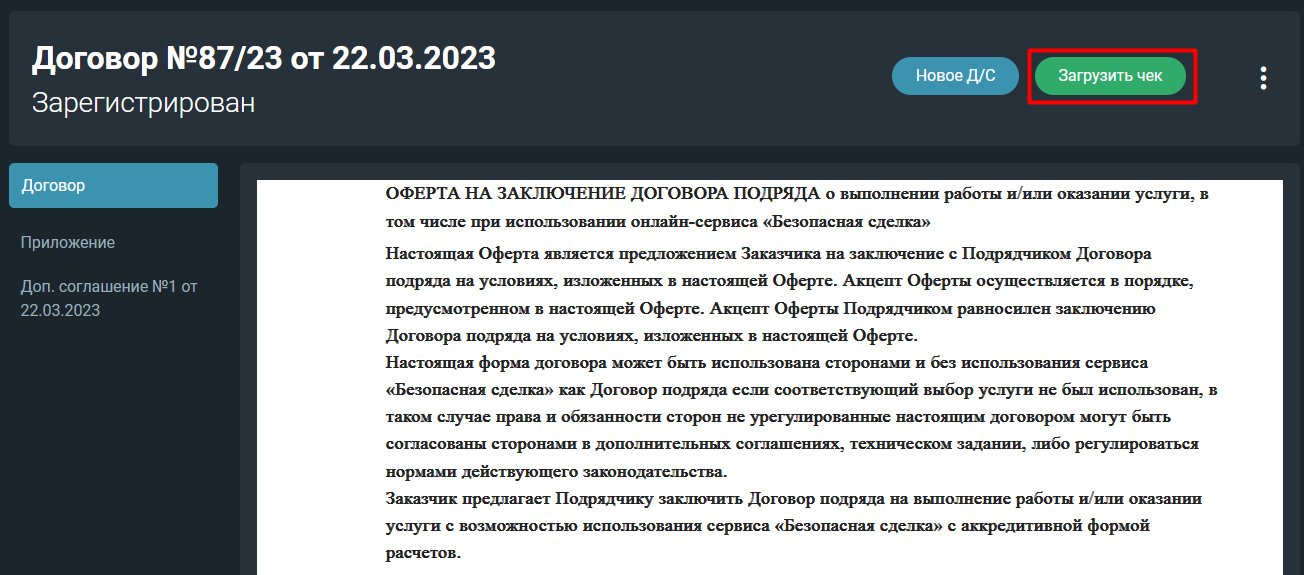 Договор №87/23 от 22.03.2023
Зарегистрирован
Новое Д/С
Загрузить чек
Договор
Приложение
Доп. соглашение №1 от
22.03.2023
ОФЕРТА НА ЗАКЛЮЧЕНИЕ ДОГОВОРА ПОДРЯДА о выполнении работы и/или оказании услуги, в
том числе при использовании онлайн-сервиса «Безопасная сделка»
Настоящая Оферта является предложением Заказчика на заключение с Подрядчиком Договора
подряда на условиях, изложенных в настоящей Оферте. Акцепт Оферты осуществляется в порядке,
предусмотренном в настоящей Оферте. Акцепт Оферты Подрядчиком равносилен заключению
Договора подряда на условиях, изложенных в настоящей Оферте.
Настоящая форма договора может быть использована сторонами и без использования сервиса
«Безопасная сделка» как Договор подряда если соответствующий выбор услуги не был использован, в
таком случае права и обязанности сторон не урегулированные настоящим договором могут быть
согласованы сторонами в дополнительных соглашениях, техническом задании, либо регулироваться
нормами действующего законодательства.
Заказчик предлагает Подрядчику заключить Договор подряда на выполнение работы и/или оказании
услуги с возможностью использования сервиса «Безопасная сделка» с аккредитивной формой
расчетов.